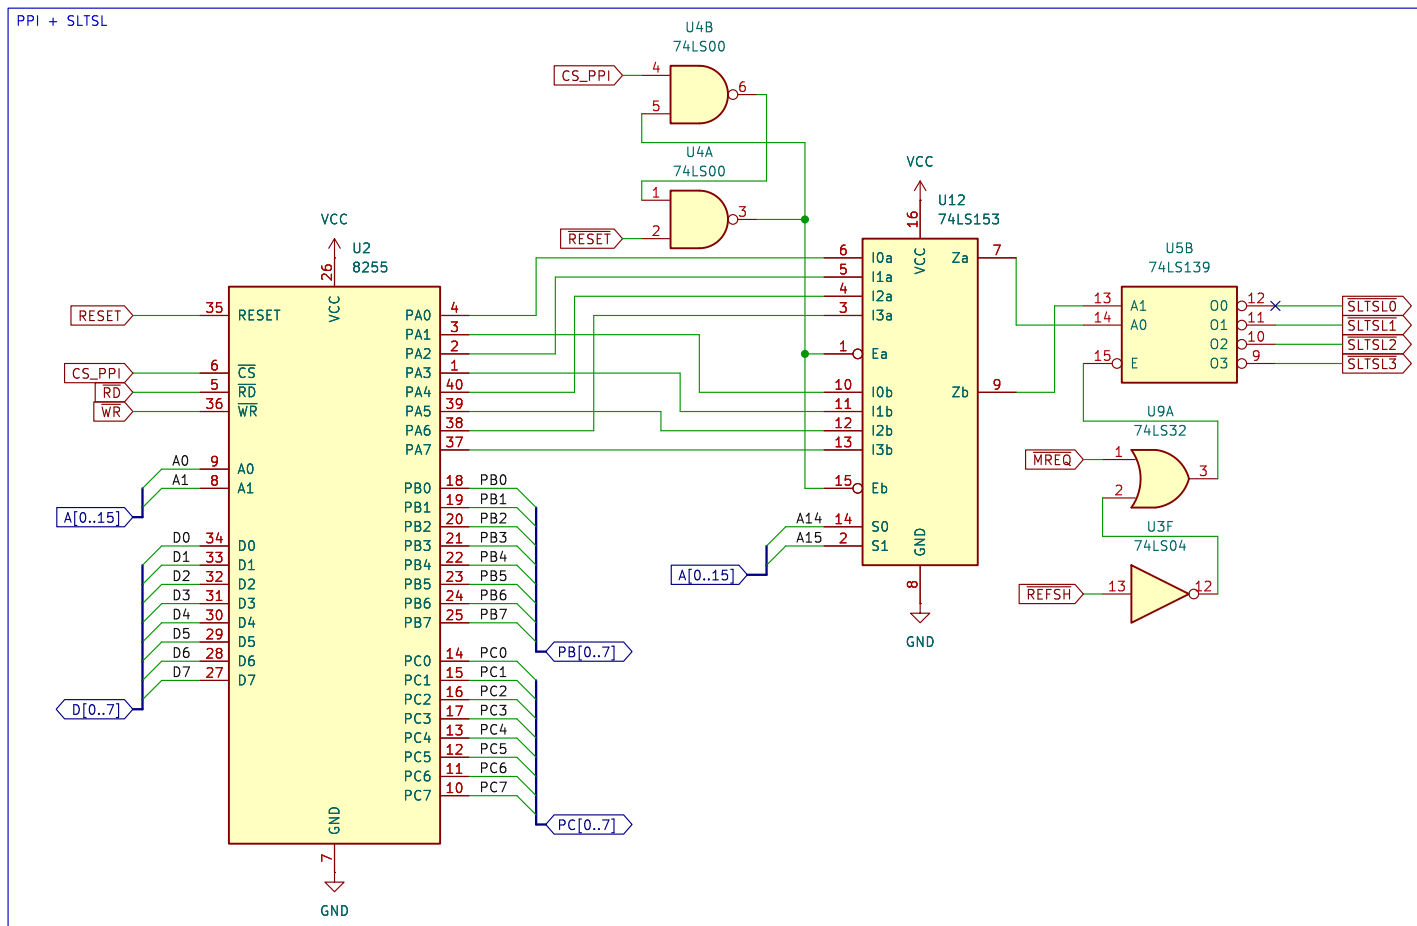 PPI + SLTSL
U4B
74LS00
CS_PPI
4
5
6
U4A
74LS00
1
2
3
RESET
VCC
26
U2
8255
RESET
35
RESET
VCC
CS_PPI
6
CS
RD
5
RD
WR
36
WR
A0
9
A0
A1
8
A1
A[0..15]
D0
34
D0
D1
33
D1
D2
32
D2
D3
31
D3
D4
30
D4
D5
29
D5
D6
28
D6
D7
27
D7
D[0..7]
PA0
4
PA1
3
PA2
2
PA3
1
PA4
40
PA5
39
PA6
38
PA7
37
PB0
18
PB0
PB1
19
PB1
PB2
20
PB2
PB3
21
PB3
PB4
22
PB4
PB5
23
PB5
PB6
24
PB6
PB7
25
PB7
PB[0..7]
PC0
14
PC0
PC1
15
PC1
PC2
16
PC2
PC3
17
PC3
PC4
13
PC4
PC5
12
PC5
PC6
11
PC6
PC7
10
PC7
PC[0..7]
GND
7
GND
VCC
16
U12
74LS153
VCC
6
I0a
5
I1a
4
I2a
3
I3a
1
Ea
10
I0b
11
I1b
12
I2b
13
I3b
15
Eb
A14
14
S0
A15
2
S1
A[0..15]
Za
7
Zb
9
GND
8
GND
U5B
74LS139
13
A1
14
A0
15
E
O0
12
SLTSL0
O1
11
SLTSL1
O2
10
SLTSL2
O3
9
SLTSL3
U9A
74LS32
MREQ
1
2
3
U3F
74LS04
REFSH
13
12